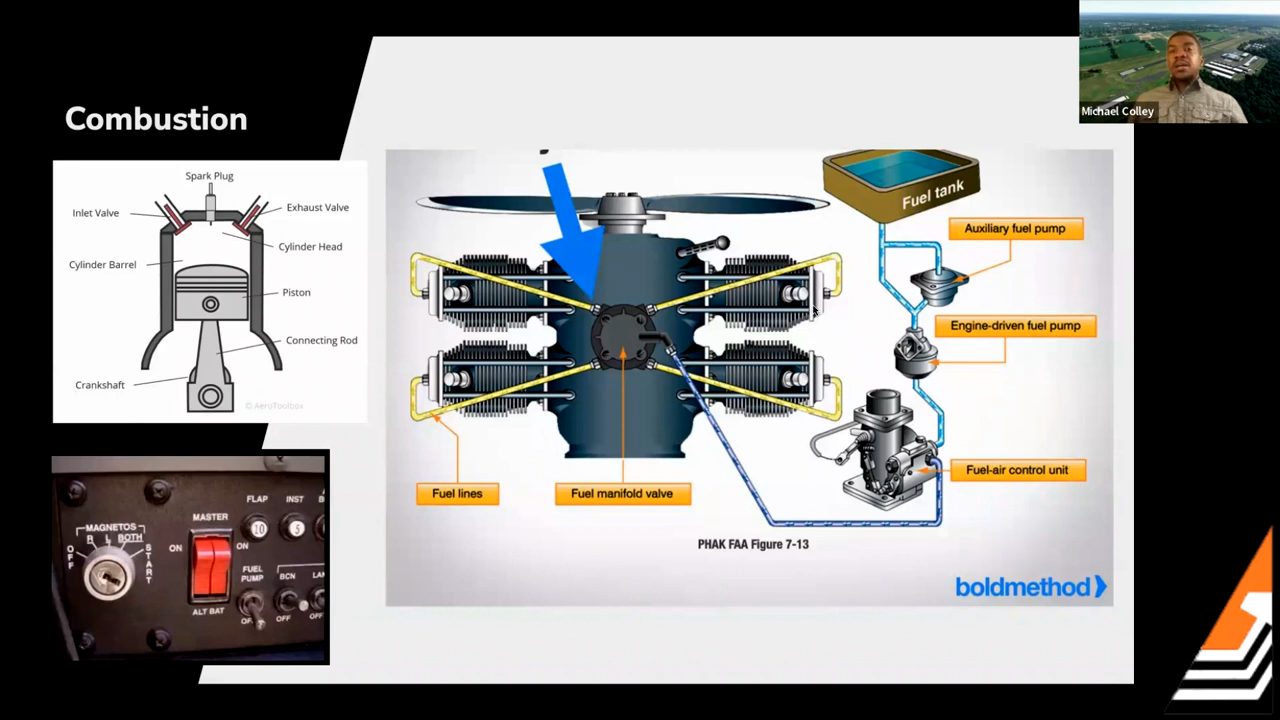 Combustion
Spark Plug
Inlet Valve
Exhaust Valve
Cylinder Head
Cylinder Barrel
Piston
Connecting Rod
Crankshaft
© AeroToolbox
MAGNETOS
OFF
R
L
BOTH
START
MASTER
ON
ON
ALT BAT
FLAP
10
INST
5
FUEL
PUMP
BCN
OFF
OFF
Fuel tank
Auxiliary fuel pump
Engine-driven fuel pump
Fuel-air control unit
Fuel lines
Fuel manifold valve
PHAK FAA Figure 7-13
boldmethod
Michael Colley